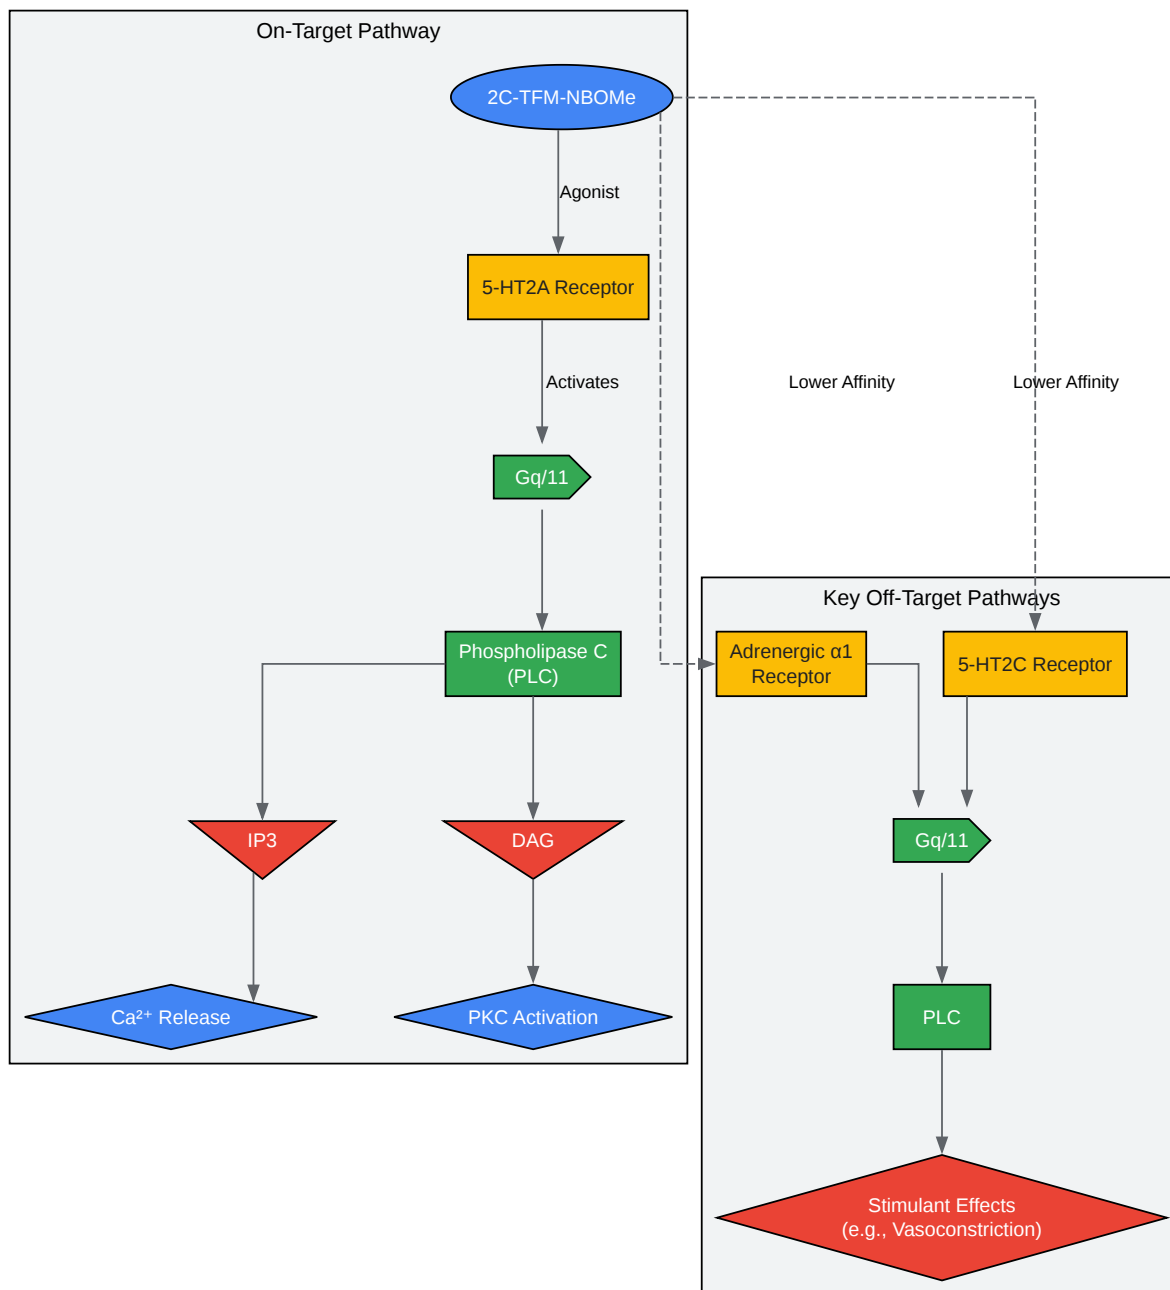 On-Target Pathway
2C-TFM-NBOMe
Agonist
5-HT2A Receptor
Activates
Lower Affinity
Lower Affinity
Gq/11
Key Off-Target Pathways
Phospholipase C
(PLC)
Adrenergic α1
Receptor
5-HT2C Receptor
IP3
DAG
Gq/11
Ca²⁺ Release
PKC Activation
PLC
Stimulant Effects
(e.g., Vasoconstriction)